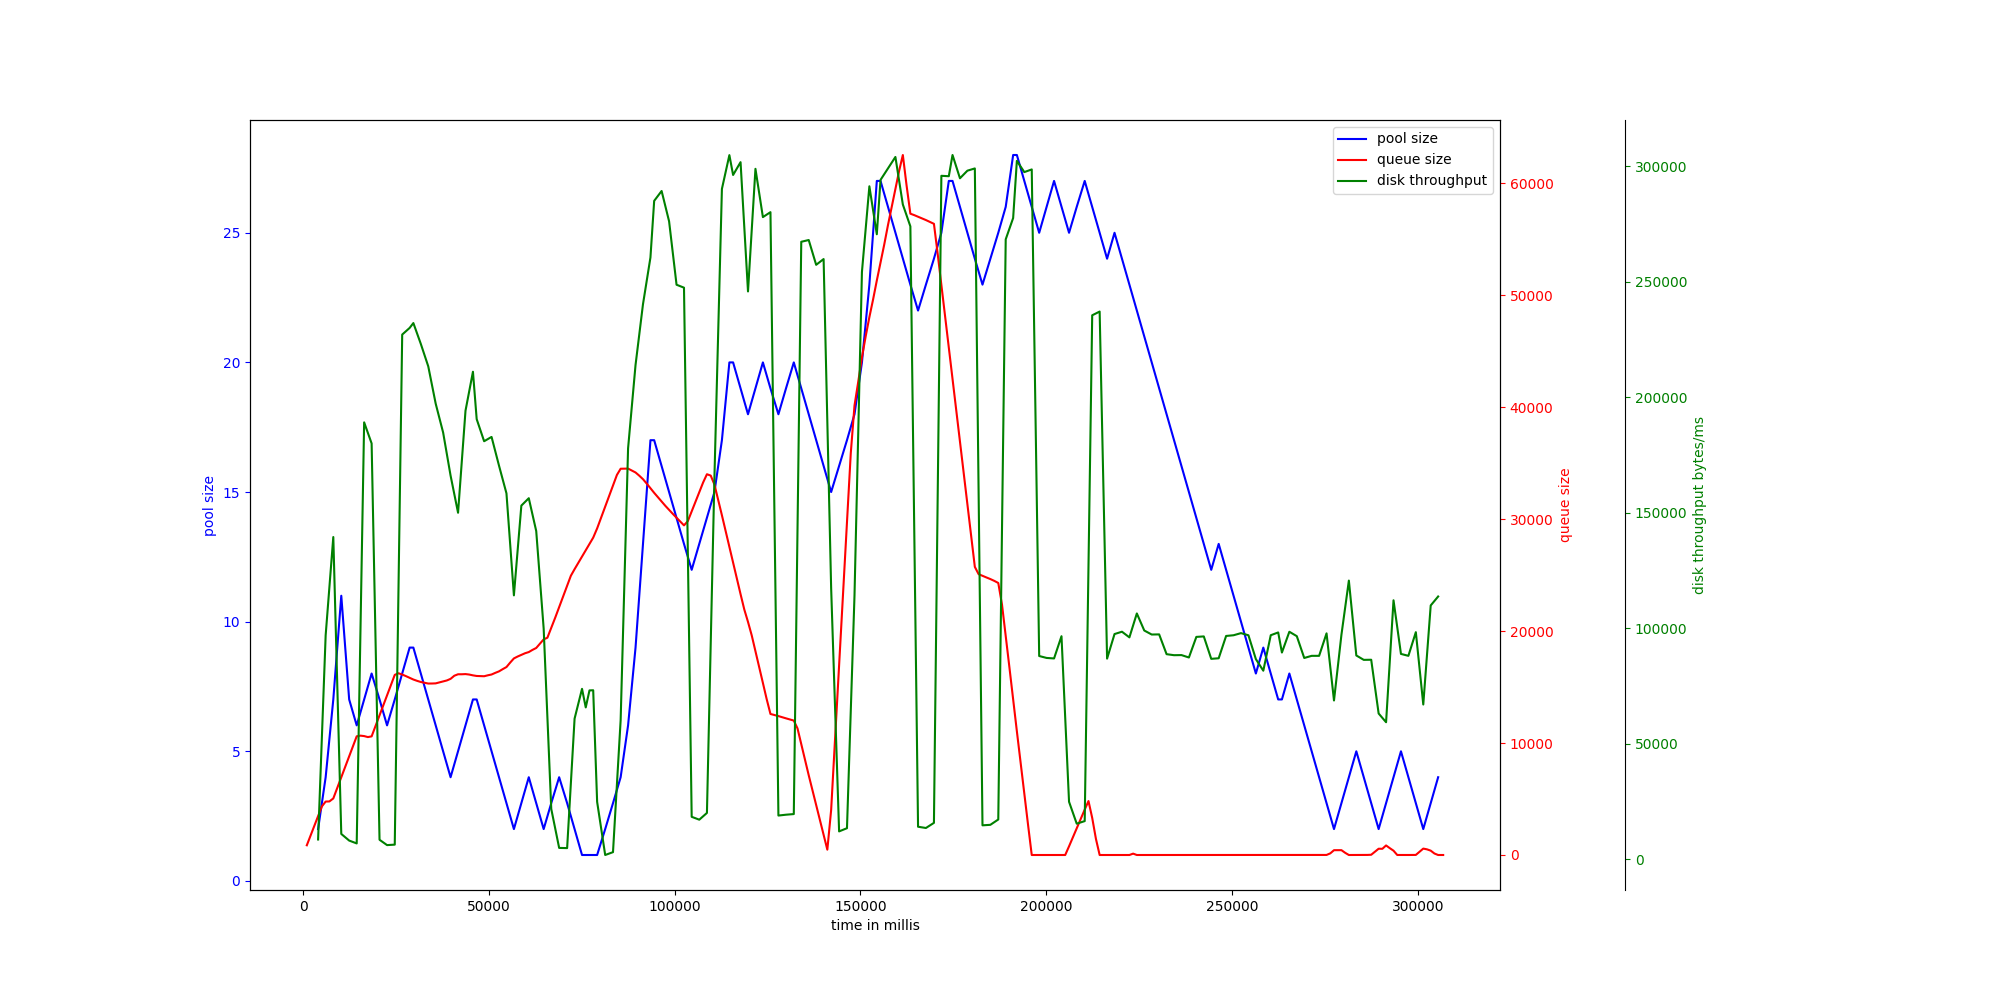 pool size
queue size
disk throughput
25
20
15
10
5
0
pool size
60000
50000
40000
30000
20000
10000
0
queue size
300000
250000
200000
150000
100000
50000
0
disk throughput bytes/ms
0 50000 100000 150000 200000 250000 300000
time in millis